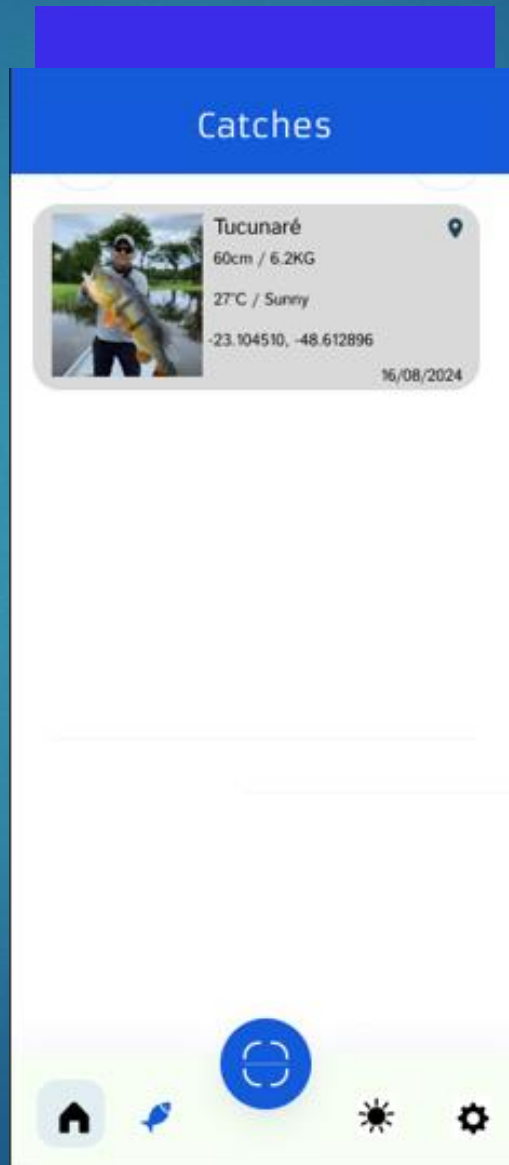 Catches
Tucunaré
60cm / 6.2KG
27°C / Sunny
-23.104510, -48.612896
16/08/2024